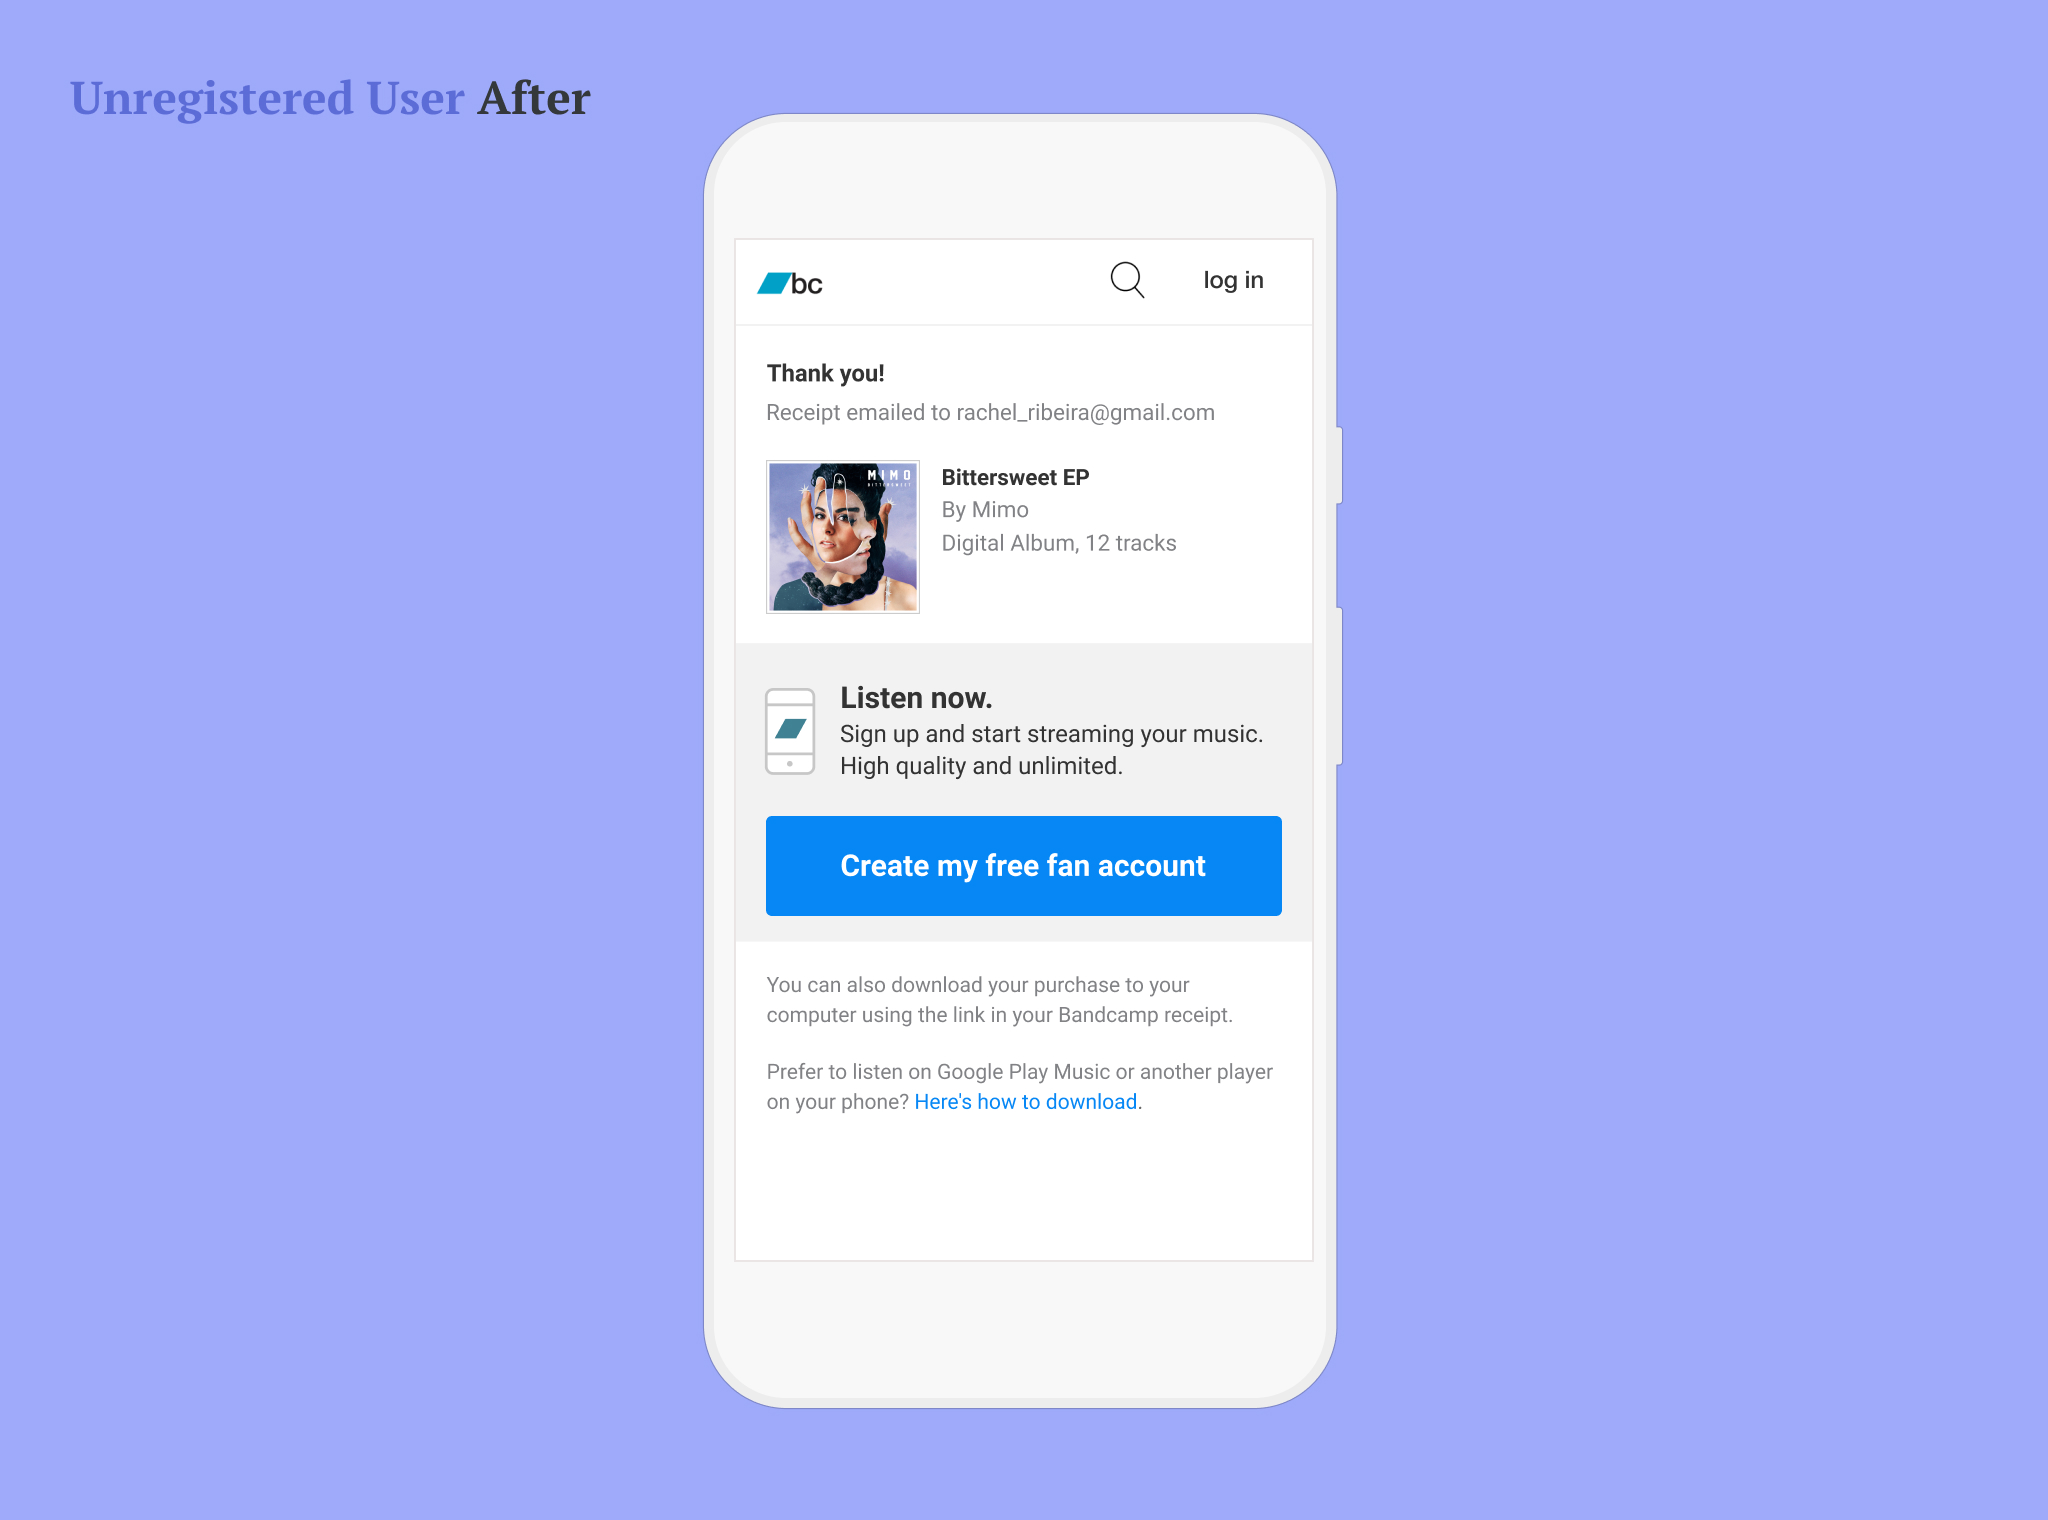 Unregistered User After
bc
log in
Thank you!
Receipt emailed to rachel_ribeira@gmail.com
MIMO
BITTERSWEET
Bittersweet EP
By Mimo
Digital Album, 12 tracks
Listen now.
Sign up and start streaming your music.
High quality and unlimited.
Create my free fan account
You can also download your purchase to your
computer using the link in your Bandcamp receipt.
Prefer to listen on Google Play Music or another player
on your phone? Here's how to download.